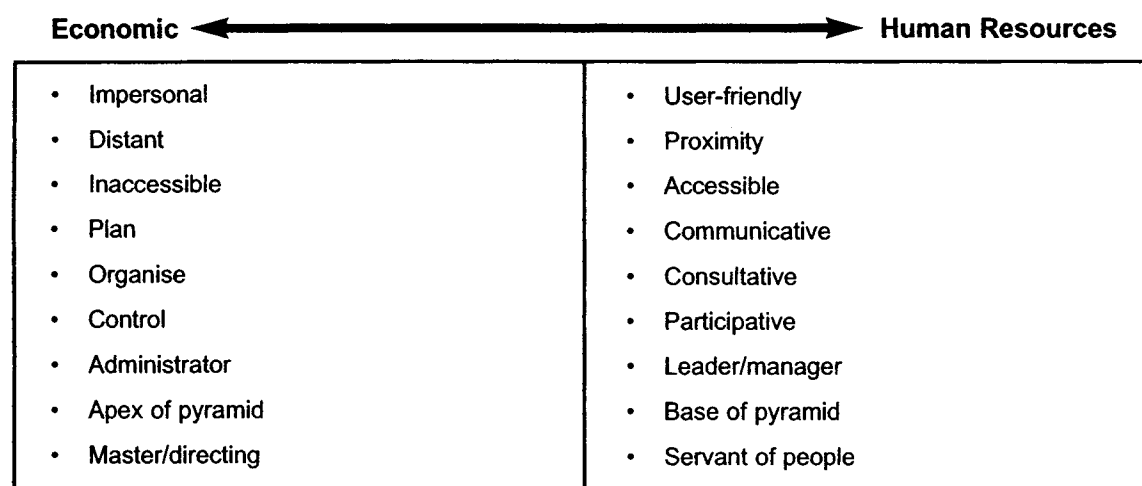 Economic Human Resources
• Impersonal
• Distant
• Inaccessible
• Plan
• Organise
• Control
• Administrator
• Apex of pyramid
• Master/directing
• User-friendly
• Proximity
• Accessible
• Communicative
• Consultative
• Participative
• Leader/manager
• Base of pyramid
• Servant of people